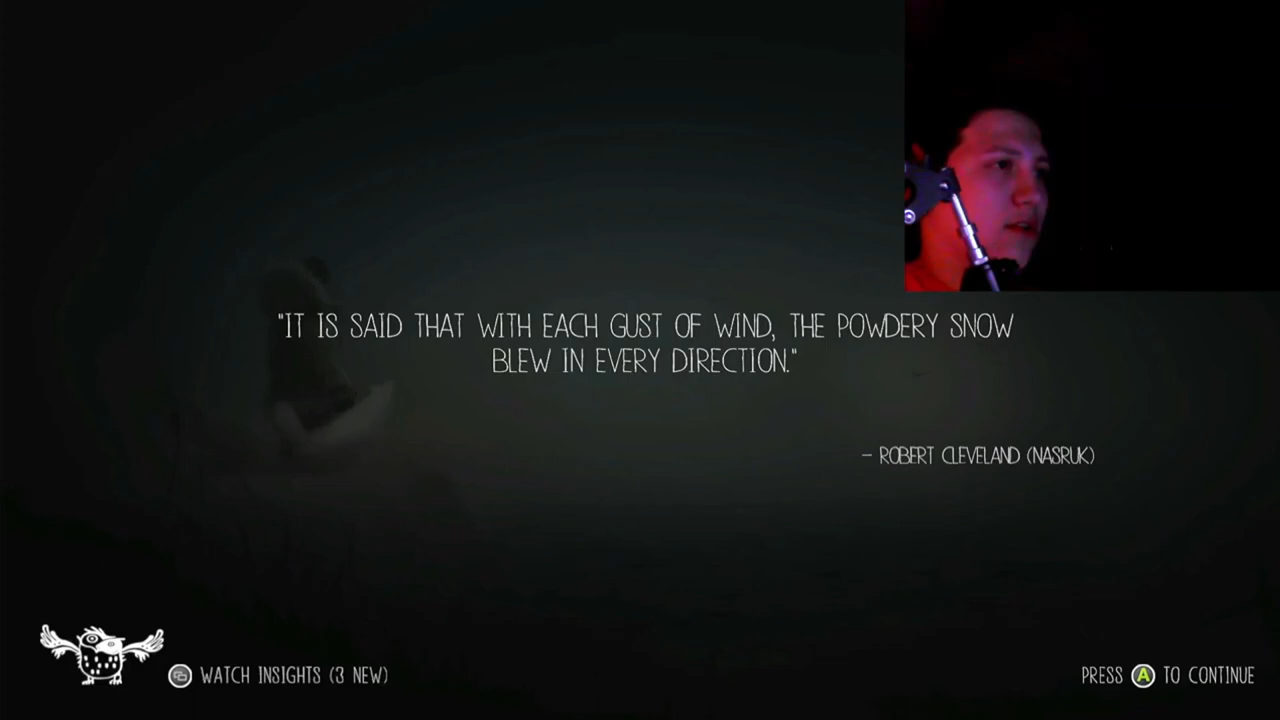 "IT IS SAID THAT WITH EACH GUST OF WIND, THE POWDERY SNOW
BLEW IN EVERY DIRECTION."
- ROBERT CLEVELAND (NASRUK)
WATCH INSIGHTS (3 NEW)
PRESS A TO CONTINUE